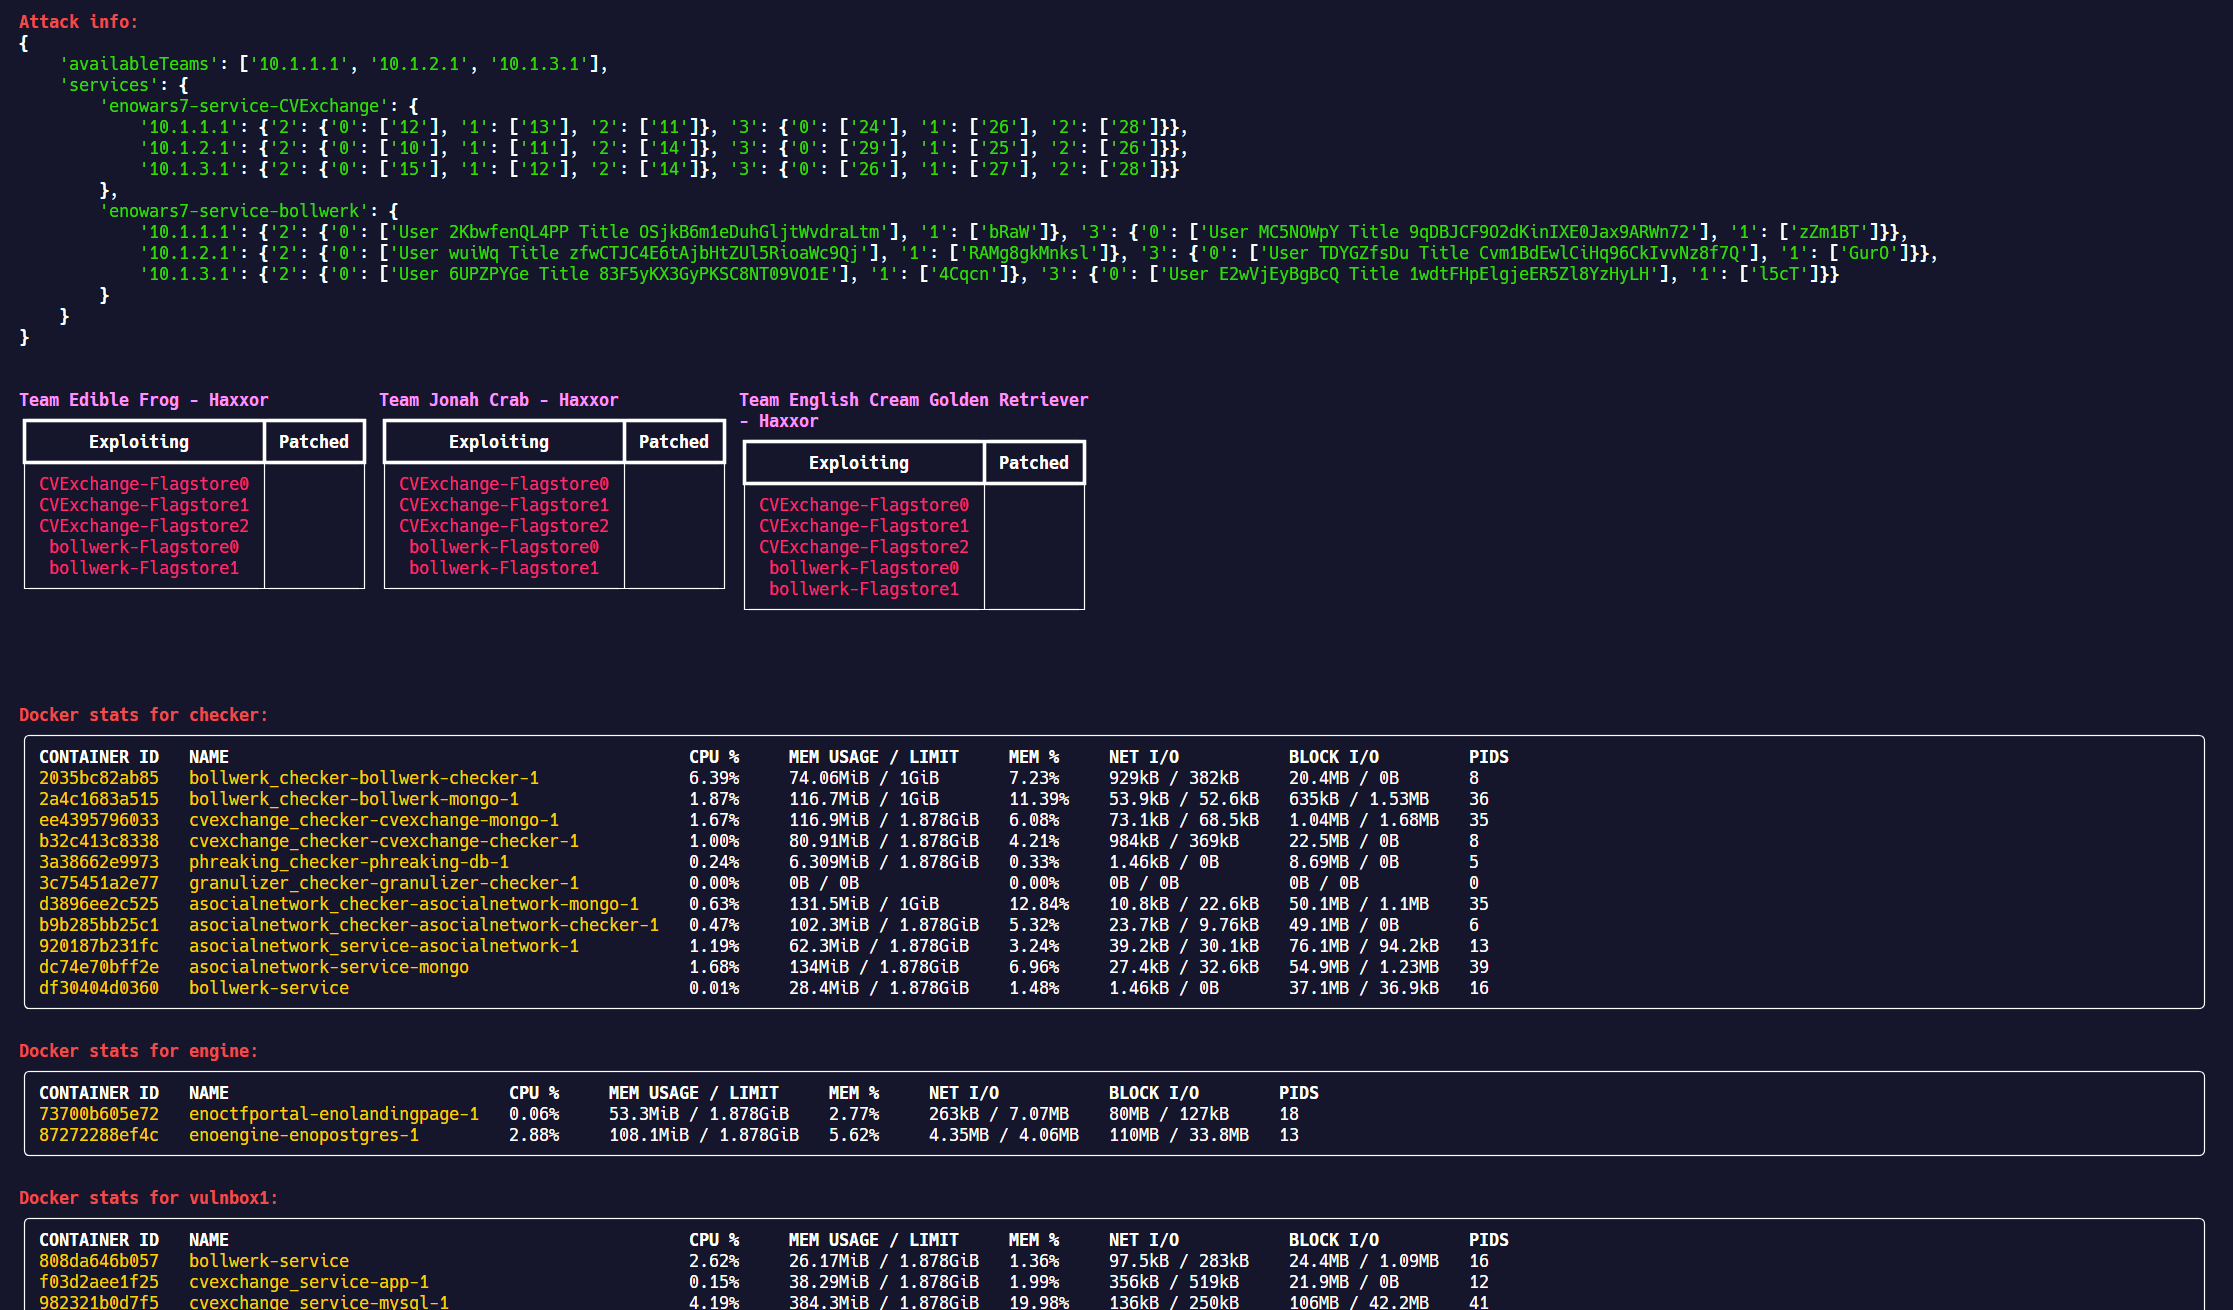 Attack info:
{
    'availableTeams': ['10.1.1.1', '10.1.2.1', '10.1.3.1'],
    'services': {
        'enowars7-service-CVExchange': {
            '10.1.1.1': {'2': {'0': ['12'], '1': ['13'], '2': ['11']}, '3': {'0': ['24'], '1': ['26'], '2': ['28']}},
            '10.1.2.1': {'2': {'0': ['10'], '1': ['11'], '2': ['14']}, '3': {'0': ['29'], '1': ['25'], '2': ['26']}},
            '10.1.3.1': {'2': {'0': ['15'], '1': ['12'], '2': ['14']}, '3': {'0': ['26'], '1': ['27'], '2': ['28']}}
        },
        'enowars7-service-bollwerk': {
            '10.1.1.1': {'2': {'0': ['User 2KbwfenQL4PP Title OSjkB6m1eDuhGljtWvdraLtm'], '1': ['bRaW']}, '3': {'0': ['User MC5NOWpY Title 9qDBJCF9O2dKinIXE0Jax9ARWn72'], '1': ['zZm1BT']}},
            '10.1.2.1': {'2': {'0': ['User wuiWq Title zfwCTJC4E6tAjbHtZUl5RioaWc9Qj'], '1': ['RAMg8gkMnksl']}, '3': {'0': ['User TDYGZfsDu Title Cvm1BdEwlCiHq96CkIvvNz8f7Q'], '1': ['GurO']}},
            '10.1.3.1': {'2': {'0': ['User 6UPZPYGe Title 83F5yKX3GyPKSC8NT09VO1E'], '1': ['4Cqcn']}, '3': {'0': ['User E2wVjEyBgBcQ Title 1wdtFHpElgjeER5Zl8YzHyLH'], '1': ['l5cT']}}
        }
    }
}
Team Edible Frog - Haxxor
Exploiting Patched
CVExchange-Flagstore0
CVExchange-Flagstore1
CVExchange-Flagstore2
bollwerk-Flagstore0
bollwerk-Flagstore1
Team Jonah Crab - Haxxor
Exploiting Patched
CVExchange-Flagstore0
CVExchange-Flagstore1
CVExchange-Flagstore2
bollwerk-Flagstore0
bollwerk-Flagstore1
Team English Cream Golden Retriever
- Haxxor
Exploiting Patched
CVExchange-Flagstore0
CVExchange-Flagstore1
CVExchange-Flagstore2
bollwerk-Flagstore0
bollwerk-Flagstore1
Docker stats for checker:
CONTAINER ID   NAME   CPU %   MEM USAGE / LIMIT   MEM %   NET I/O   BLOCK I/O   PIDS
2035bc82ab85   bollwerk_checker-bollwerk-checker-1   6.39%   74.06MiB / 1GiB   7.23%   929kB / 382kB   20.4MB / 0B   8
2a4c1683a515   bollwerk_checker-bollwerk-mongo-1   1.87%   116.7MiB / 1GiB   11.39%   53.9kB / 52.6kB   635kB / 1.53MB   36
ee4395796033   cvexchange_checker-cvexchange-mongo-1   1.67%   116.9MiB / 1.878GiB   6.08%   73.1kB / 68.5kB   1.04MB / 1.68MB   35
b32c413c8338   cvexchange_checker-cvexchange-checker-1   1.00%   80.91MiB / 1.878GiB   4.21%   984kB / 369kB   22.5MB / 0B   8
3a38662e9973   phreaking_checker-phreaking-db-1   0.24%   6.309MiB / 1.878GiB   0.33%   1.46kB / 0B   8.69MB / 0B   5
3c75451a2e77   granulizer_checker-granulizer-checker-1   0.00%   0B / 0B   0.00%   0B / 0B   0B / 0B   0
d3896ee2c525   asocialnetwork_checker-asocialnetwork-mongo-1   0.63%   131.5MiB / 1GiB   12.84%   10.8kB / 22.6kB   50.1MB / 1.1MB   35
b9b285bb25c1   asocialnetwork_checker-asocialnetwork-checker-1   0.47%   102.3MiB / 1.878GiB   5.32%   23.7kB / 9.76kB   49.1MB / 0B   6
920187b231fc   asocialnetwork_service-asocialnetwork-1   1.19%   62.3MiB / 1.878GiB   3.24%   39.2kB / 30.1kB   76.1MB / 94.2kB   13
dc74e70bff2e   asocialnetwork-service-mongo   1.68%   134MiB / 1.878GiB   6.96%   27.4kB / 32.6kB   54.9MB / 1.23MB   39
df30404d0360   bollwerk-service   0.01%   28.4MiB / 1.878GiB   1.48%   1.46kB / 0B   37.1MB / 36.9kB   16
Docker stats for engine:
CONTAINER ID   NAME   CPU %   MEM USAGE / LIMIT   MEM %   NET I/O   BLOCK I/O   PIDS
73700b605e72   enoctfportal-enolandingpage-1   0.06%   53.3MiB / 1.878GiB   2.77%   263kB / 7.07MB   80MB / 127kB   18
87272288ef4c   enoengine-enopostgres-1   2.88%   108.1MiB / 1.878GiB   5.62%   4.35MB / 4.06MB   110MB / 33.8MB   13
Docker stats for vulnbox1:
CONTAINER ID   NAME   CPU %   MEM USAGE / LIMIT   MEM %   NET I/O   BLOCK I/O   PIDS
808da646b057   bollwerk-service   2.62%   26.17MiB / 1.878GiB   1.36%   97.5kB / 283kB   24.4MB / 1.09MB   16
f03d2aee1f25   cvexchange_service-app-1   0.15%   38.29MiB / 1.878GiB   1.99%   356kB / 519kB   21.9MB / 0B   12
982321b0d7f5   cvexchange_service-mysql-1   4.19%   384.3MiB / 1.878GiB   19.98%   136kB / 250kB   106MB / 42.2MB   41